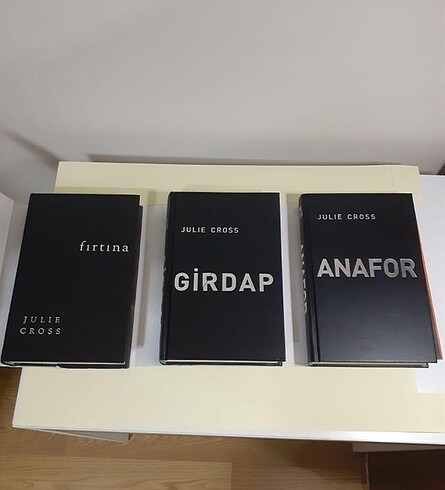 fırtına
JULIE
CROSS
JULIE CROSS
GİRDAP
JULIE CROSS
ANAFOR